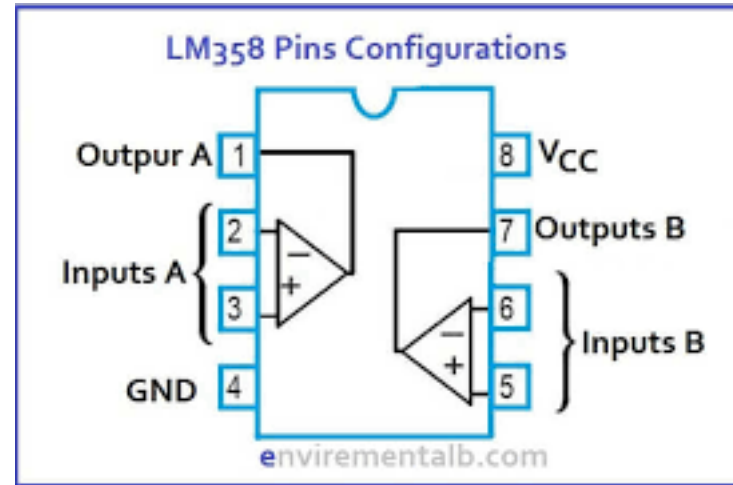 LM358 Pins Configurations
Outpur A 1
8 VCC
2
7 Outputs B
Inputs A
−
+
3
6
−
+
Inputs B
GND 4
5
envirementalb.com